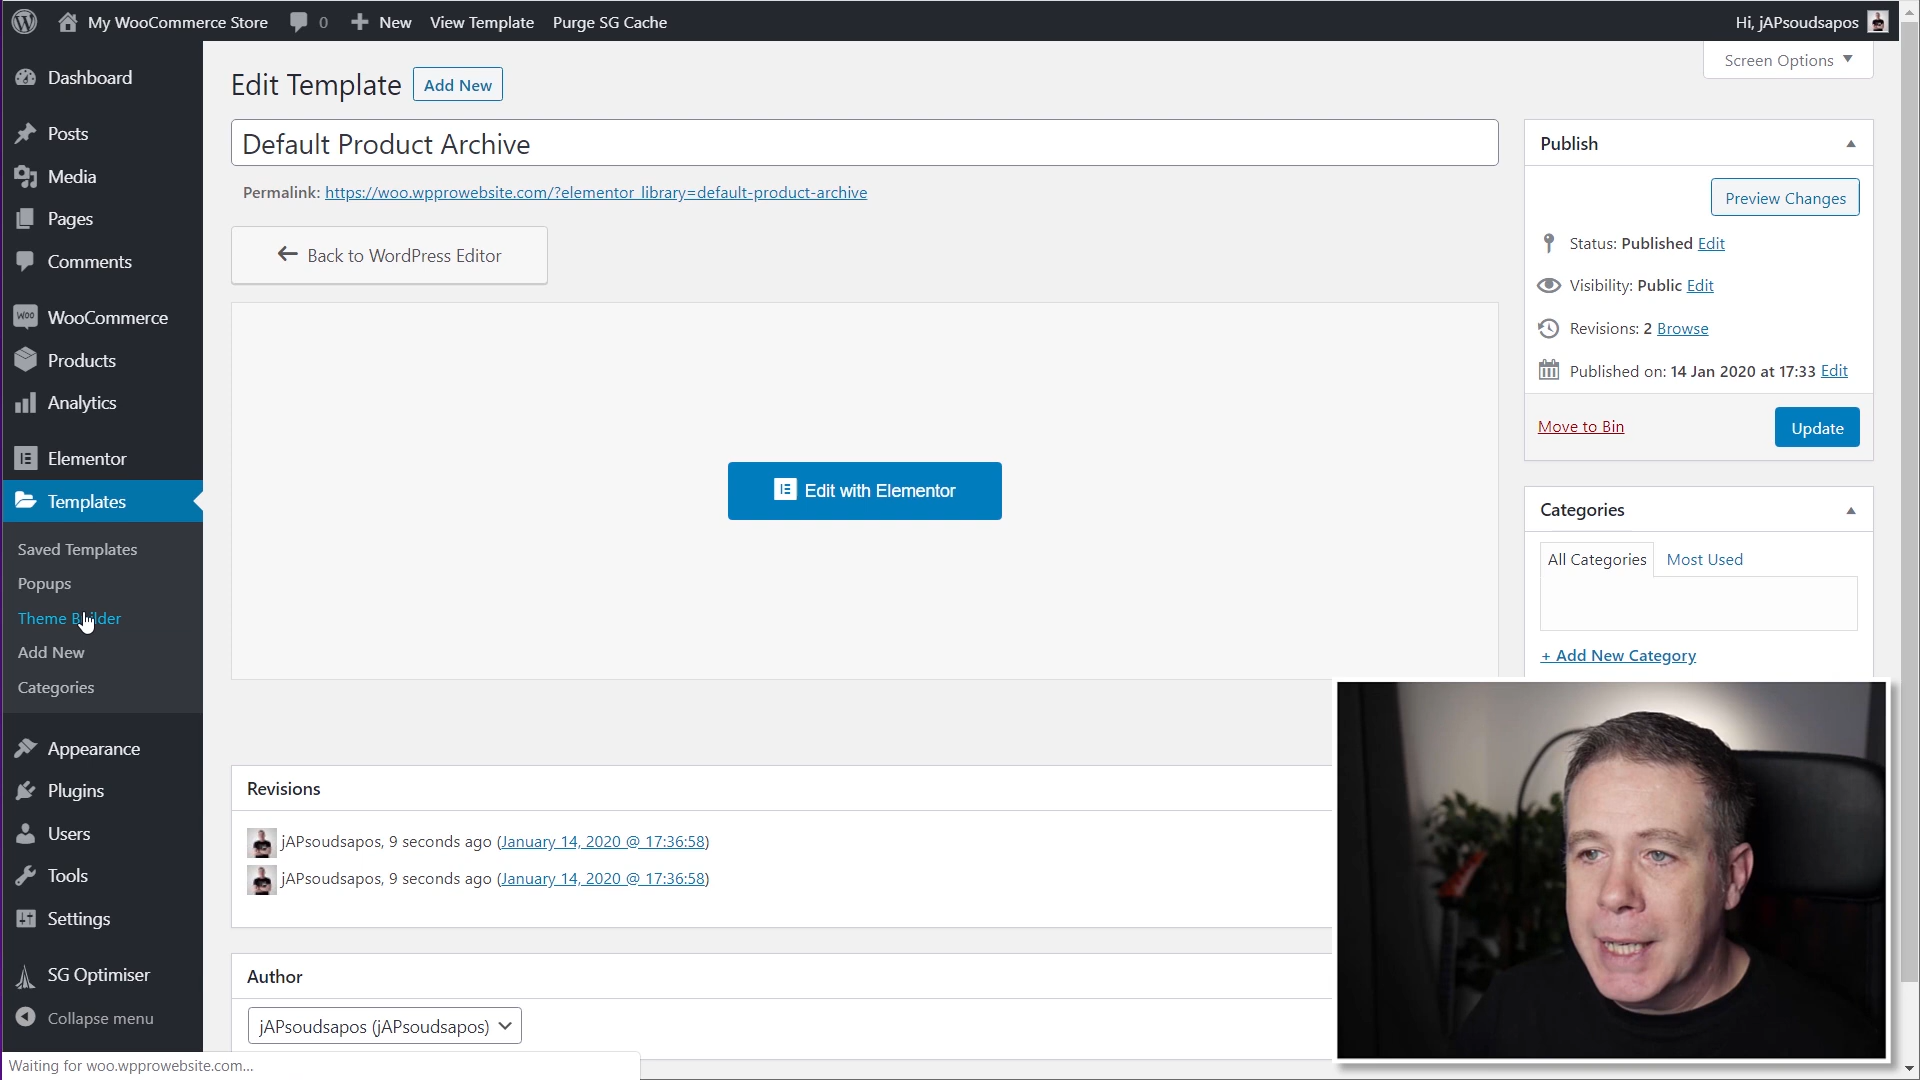 My WooCommerce Store
0
New
View Template
Purge SG Cache
Hi, jAPsoudsapos
Screen Options
Dashboard
Posts
Media
Pages
Comments
WOO
WooCommerce
Products
Analytics
Elementor
Templates
Saved Templates
Popups
Theme Builder
Add New
Categories
Appearance
Plugins
Users
Tools
Settings
SG Optimiser
Collapse menu
Edit Template
Add New
Default Product Archive
Permalink: https://woo.wpprowebsite.com/?elementor_library=default-product-archive
Back to WordPress Editor
Edit with Elementor
Revisions
jAPsoudsapos, 9 seconds ago (January 14, 2020 @ 17:36:58)
jAPsoudsapos, 9 seconds ago (January 14, 2020 @ 17:36:58)
Author
jAPsoudsapos (jAPsoudsapos)
Publish
Preview Changes
Status: Published Edit
Visibility: Public Edit
Revisions: 2 Browse
Published on: 14 Jan 2020 at 17:33 Edit
Move to Bin
Update
Categories
All Categories
Most Used
+ Add New Category
Waiting for woo.wpprowebsite.com...